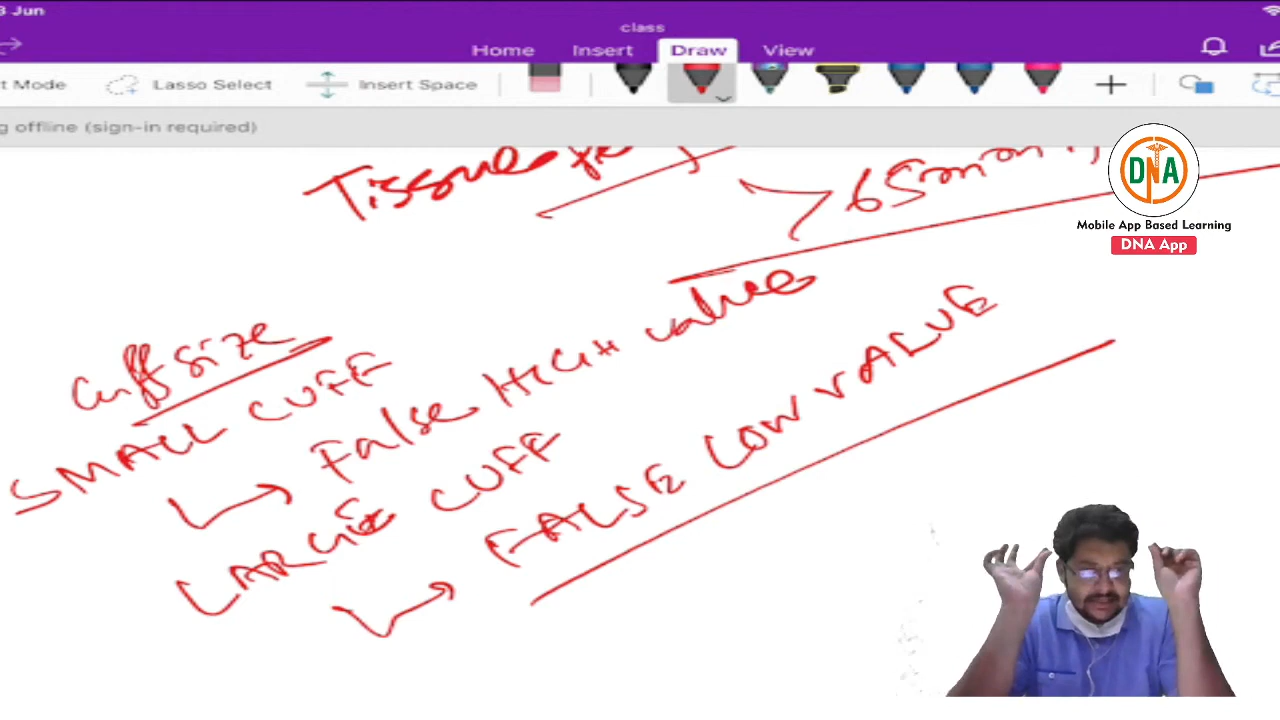 3 Jun
class
Home Insert Draw View
t Mode Lasso Select Insert Space
g offline (sign-in required)
DNA
Mobile App Based Learning
DNA App
Tissue
>65mm
Cuff size
SMALL CUFF
False HIGH value
LARGE CUFF
FALSE LOW VALUE